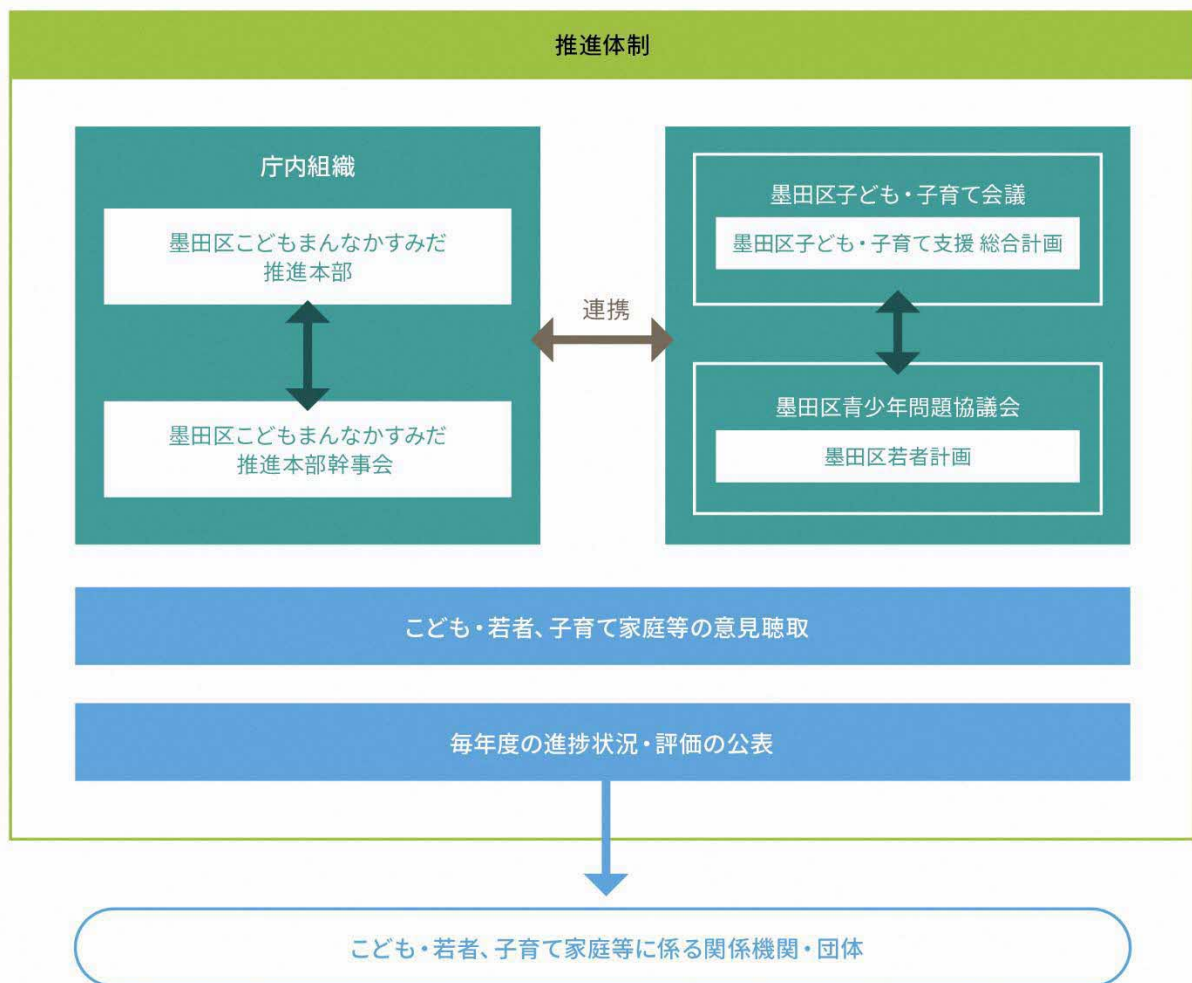 推進体制
庁内組織
墨田区こどもまんなかすみだ
推進本部
墨田区こどもまんなかすみだ
推進本部幹事会
連携
墨田区子ども・子育て会議
墨田区子ども・子育て支援 総合計画
墨田区青少年問題協議会
墨田区若者計画
こども・若者、子育て家庭等の意見聴取
毎年度の進捗状況・評価の公表
こども・若者、子育て家庭等に係る関係機関・団体